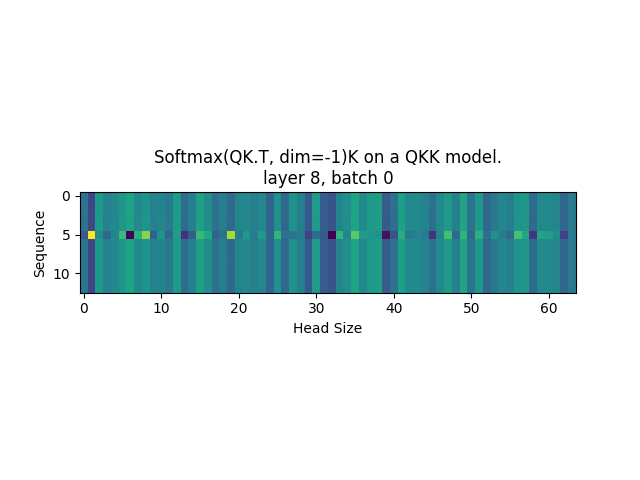 Softmax(QK.T, dim=-1)K on a QKK model.
layer 8, batch 0
0
5
10
Sequence
0 10 20 30 40 50 60
Head Size